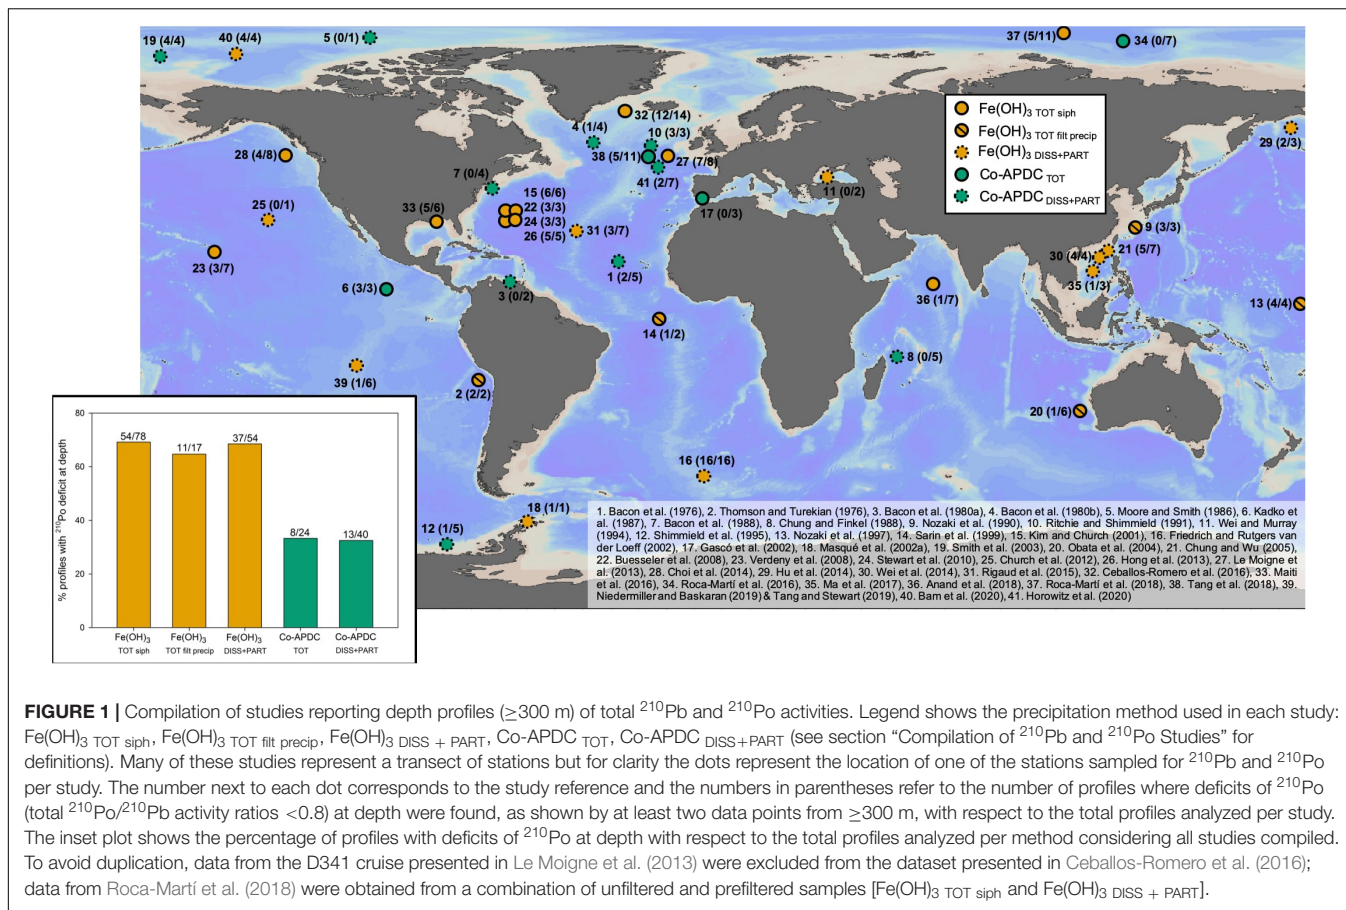 19 (4/4)
40 (4/4)
5 (0/1)
37 (5/11)
34 (0/7)
32 (12/14)
4 (1/4)
10 (3/3)
38 (5/11)
27 (7/8)
41 (2/7)
28 (4/8)
7 (0/4)
15 (6/6)
22 (3/3)
24 (3/3)
26 (5/5)
25 (0/1)
33 (5/6)
31 (3/7)
17 (0/3)
11 (0/2)
29 (2/3)
9 (3/3)
21 (5/7)
30 (4/4)
35 (1/3)
23 (3/7)
6 (3/3)
3 (0/2)
1 (2/5)
36 (1/7)
13 (4/4)
14 (1/2)
8 (0/5)
39 (1/6)
2 (2/2)
20 (1/6)
16 (16/16)
18 (1/1)
12 (1/5)
Fe(OH)3 TOT siph
Fe(OH)3 TOT filt precip
Fe(OH)3 DISS+PART
Co-APDC TOT
Co-APDC DISS+PART
% profiles with 210Po deficit at depth
80
60
40
20
0
54/78
11/17
37/54
8/24
13/40
Fe(OH)3 Fe(OH)3 Fe(OH)3 Co-APDC Co-APDC
TOT siph TOT filt precip DISS+PART TOT DISS+PART
1. Bacon et al. (1976), 2. Thomson and Turekian (1976), 3. Bacon et al. (1980a), 4. Bacon et al. (1980b), 5. Moore and Smith (1986), 6. Kadko et
al. (1987), 7. Bacon et al. (1988), 8. Chung and Finkel (1988), 9. Nozaki et al. (1990), 10. Ritchie and Shimmield (1991), 11. Wei and Murray
(1994), 12. Shimmield et al. (1995), 13. Nozaki et al. (1997), 14. Sarin et al. (1999), 15. Kim and Church (2001), 16. Friedrich and Rutgers van
der Loeff (2002), 17. Gascó et al. (2002), 18. Masqué et al. (2002a), 19. Smith et al. (2003), 20. Obata et al. (2004), 21. Chung and Wu (2005),
22. Buesseler et al. (2008), 23. Verdeny et al. (2008), 24. Stewart et al. (2010), 25. Church et al. (2012), 26. Hong et al. (2013), 27. Le Moigne
et al. (2013), 28. Choi et al. (2014), 29. Hu et al. (2014), 30. Wei et al. (2014), 31. Rigaud et al. (2015), 32. Ceballos-Romero et al. (2016), 33. Maiti
et al. (2016), 34. Roca-Martí et al. (2016), 35. Ma et al. (2017), 36. Anand et al. (2018), 37. Roca-Martí et al. (2018), 38. Tang et al. (2018), 39.
Niedermiller and Baskaran (2019) & Tang and Stewart (2019), 40. Bam et al. (2020), 41. Horowitz et al. (2020)
FIGURE 1 | Compilation of studies reporting depth profiles (≥300 m) of total 210Pb and 210Po activities. Legend shows the precipitation method used in each study:
Fe(OH)3 TOT siph, Fe(OH)3 TOT filt precip, Fe(OH)3 DISS + PART, Co-APDC TOT, Co-APDC DISS+PART (see section “Compilation of 210Pb and 210Po Studies” for
definitions). Many of these studies represent a transect of stations but for clarity the dots represent the location of one of the stations sampled for 210Pb and 210Po
per study. The number next to each dot corresponds to the study reference and the numbers in parentheses refer to the number of profiles where deficits of 210Po
(total 210Po/210Pb activity ratios <0.8) at depth were found, as shown by at least two data points from ≥300 m, with respect to the total profiles analyzed per study.
The inset plot shows the percentage of profiles with deficits of 210Po at depth with respect to the total profiles analyzed per method considering all studies compiled.
To avoid duplication, data from the D341 cruise presented in Le Moigne et al. (2013) were excluded from the dataset presented in Ceballos-Romero et al. (2016);
data from Roca-Martí et al. (2018) were obtained from a combination of unfiltered and prefiltered samples [Fe(OH)3 TOT siph and Fe(OH)3 DISS + PART].